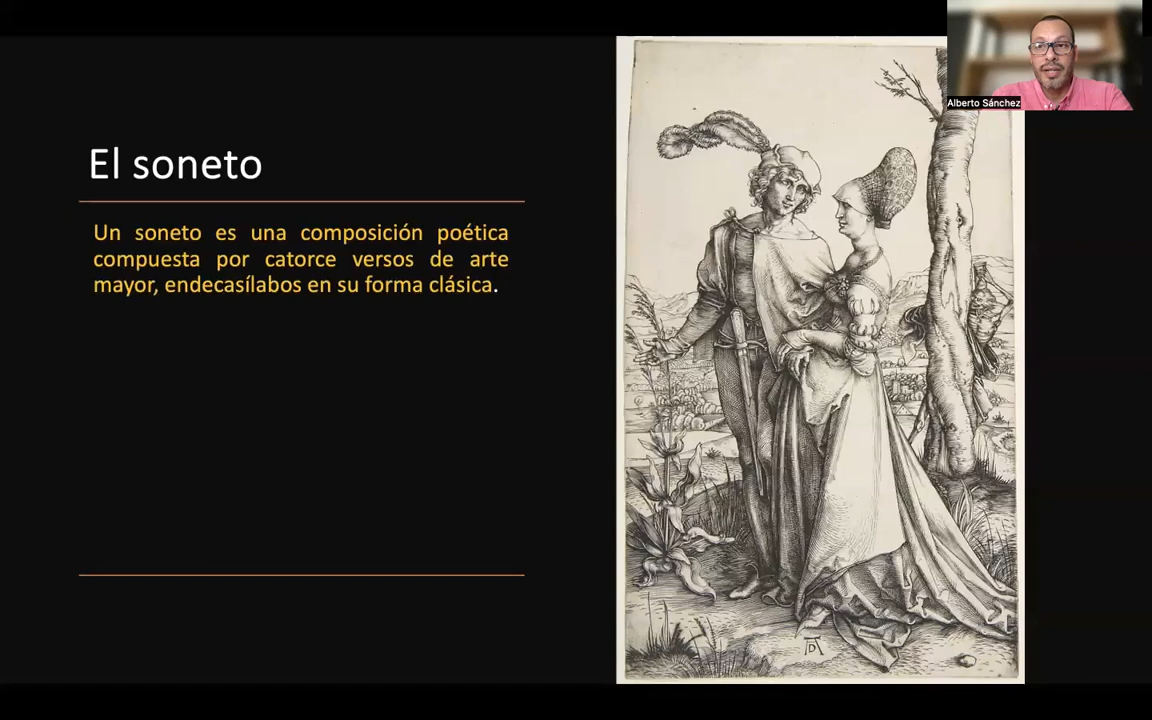 El soneto
Un soneto es una composición poética
compuesta por catorce versos de arte
mayor, endecasílabos en su forma clásica.
Alberto Sánchez
AD